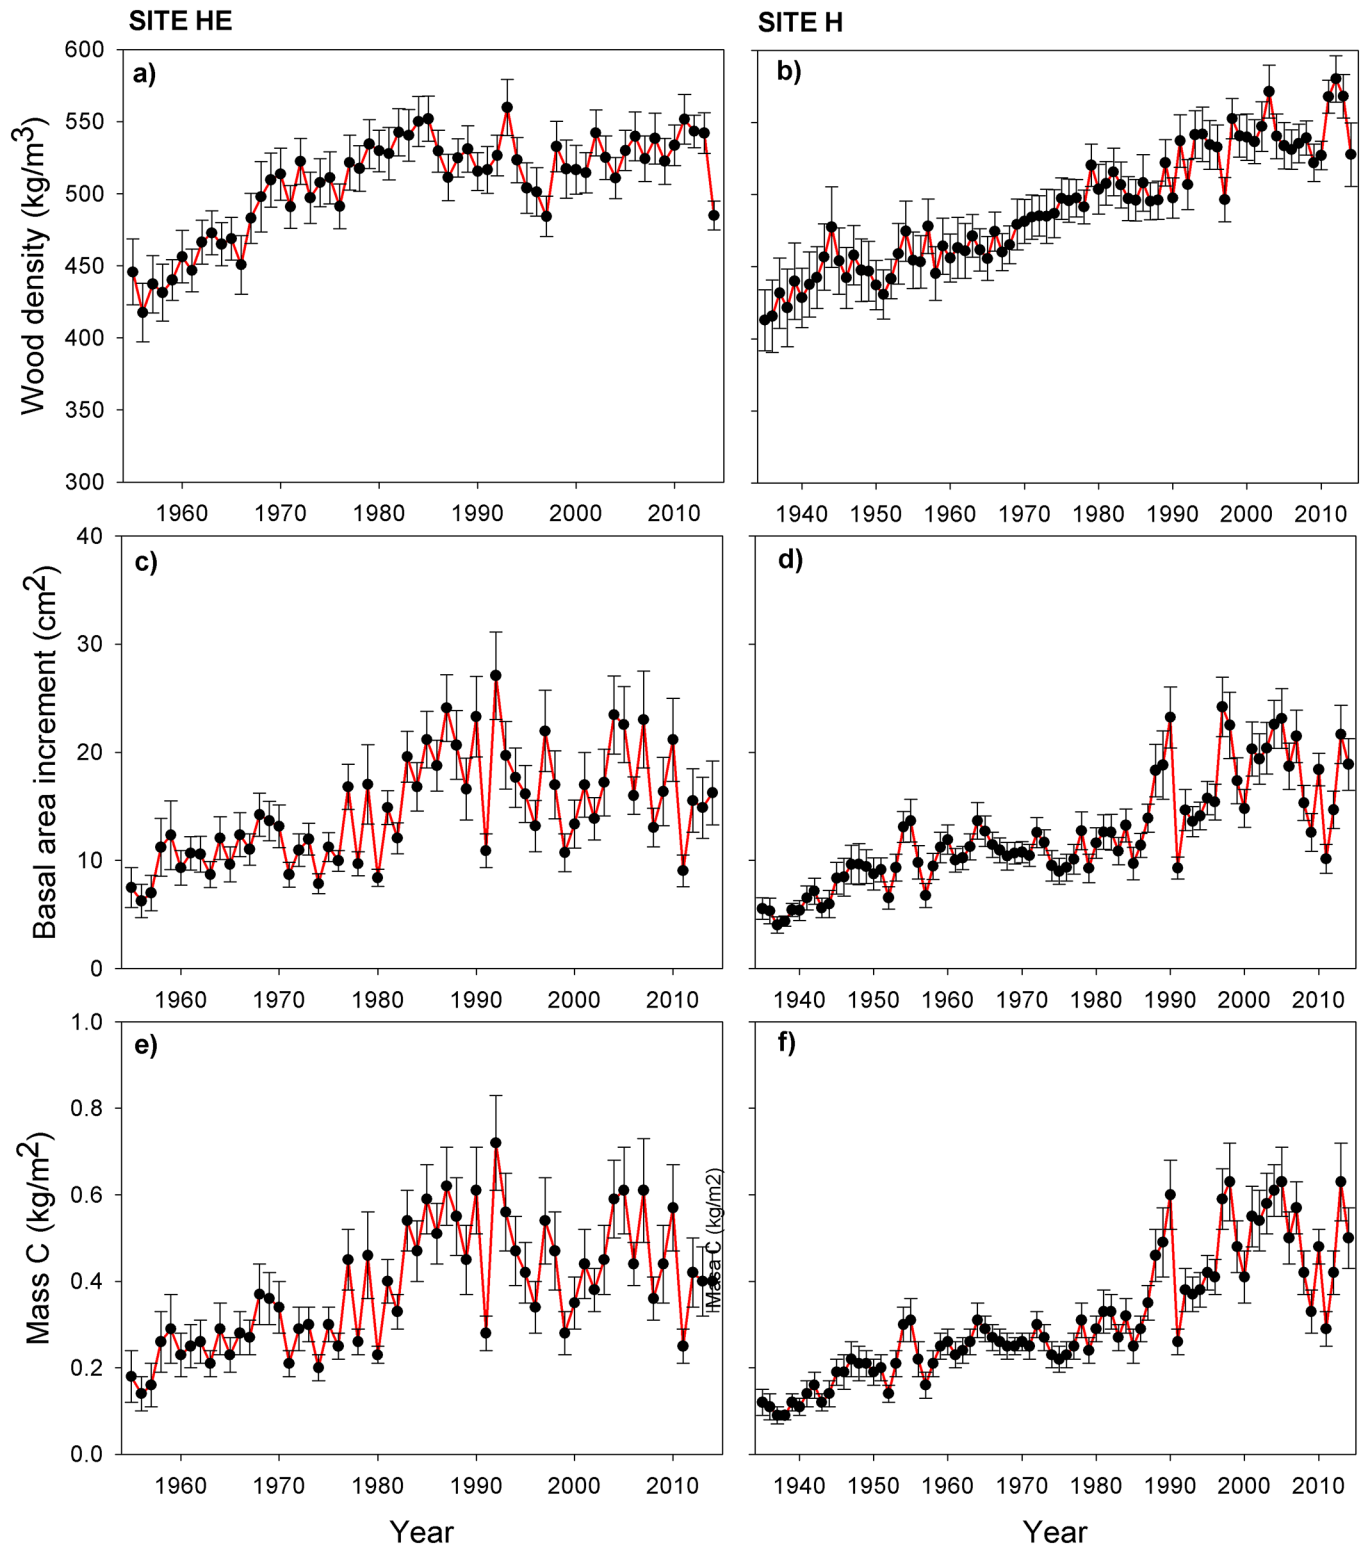 SITE HE SITE H
a) b)
Wood density (kg/m3)
600
550
500
450
400
350
300
1960 1970 1980 1990 2000 2010
1940 1950 1960 1970 1980 1990 2000 2010
c) d)
Basal area increment (cm2)
40
30
20
10
0
1960 1970 1980 1990 2000 2010
1940 1950 1960 1970 1980 1990 2000 2010
e) f)
Mass C (kg/m2)
1.0
0.8
0.6
0.4
0.2
0.0
Masa C (kg/m2)
1960 1970 1980 1990 2000 2010
1940 1950 1960 1970 1980 1990 2000 2010
Year Year